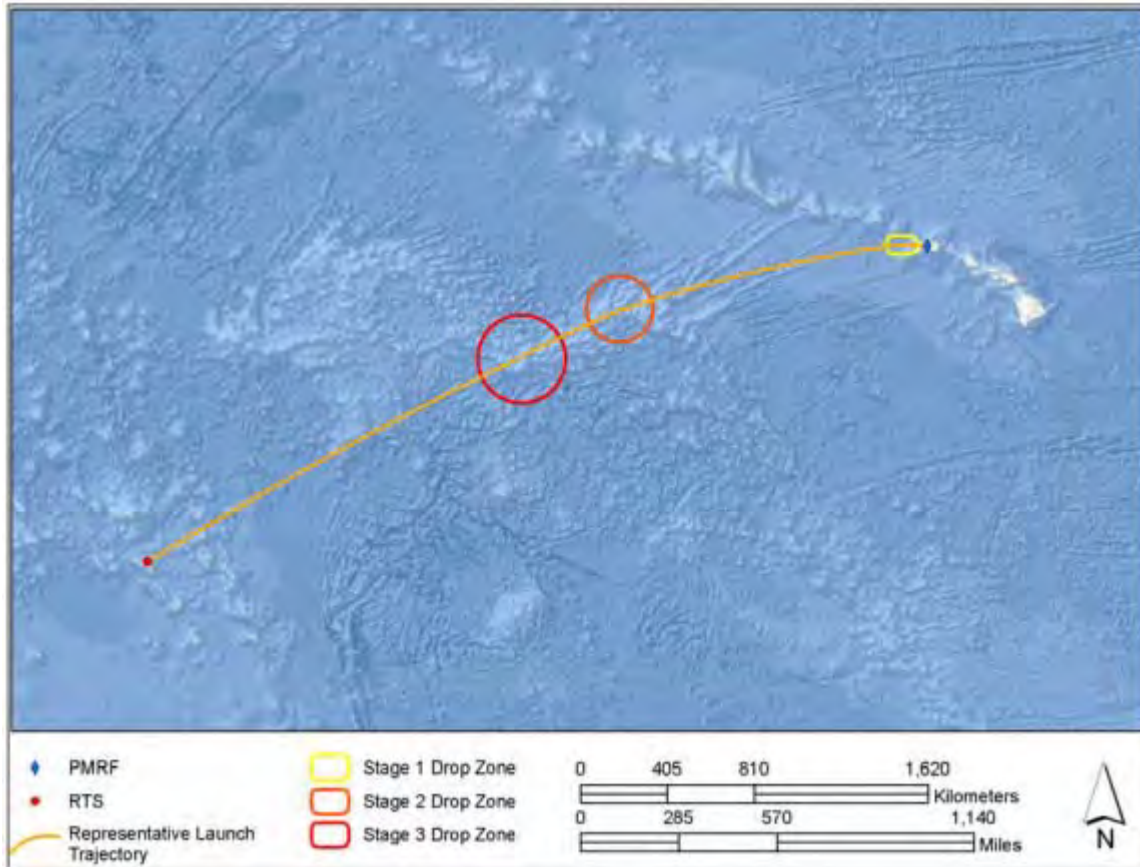 PMRF
RTS
Representative Launch
Trajectory
Stage 1 Drop Zone
Stage 2 Drop Zone
Stage 3 Drop Zone
0 405 810 1,620
Kilometers
0 285 570 1,140
Miles
N